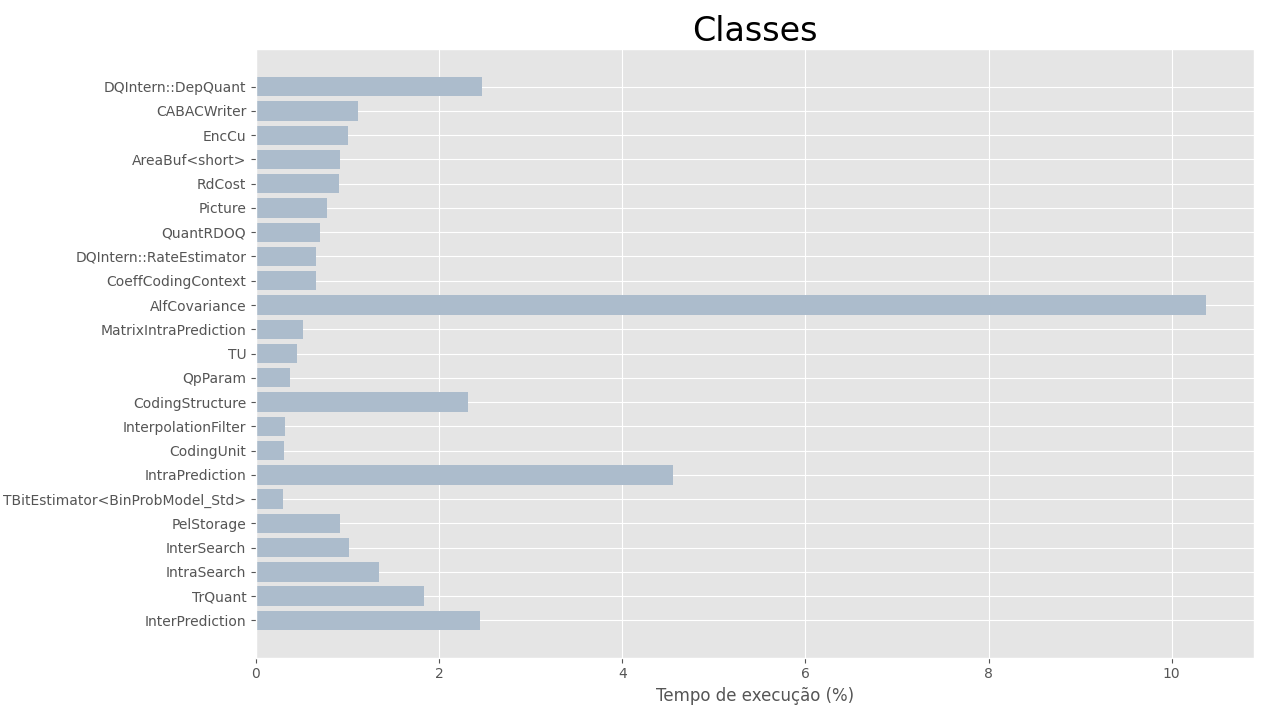 Classes
DQIntern::DepQuant
CABACWriter
EncCu
AreaBuf<short>
RdCost
Picture
QuantRDOQ
DQIntern::RateEstimator
CoeffCodingContext
AlfCovariance
MatrixIntraPrediction
TU
QpParam
CodingStructure
InterpolationFilter
CodingUnit
IntraPrediction
TBitEstimator<BinProbModel_Std>
PelStorage
InterSearch
IntraSearch
TrQuant
InterPrediction
0 2 4 6 8 10
Tempo de execução (%)